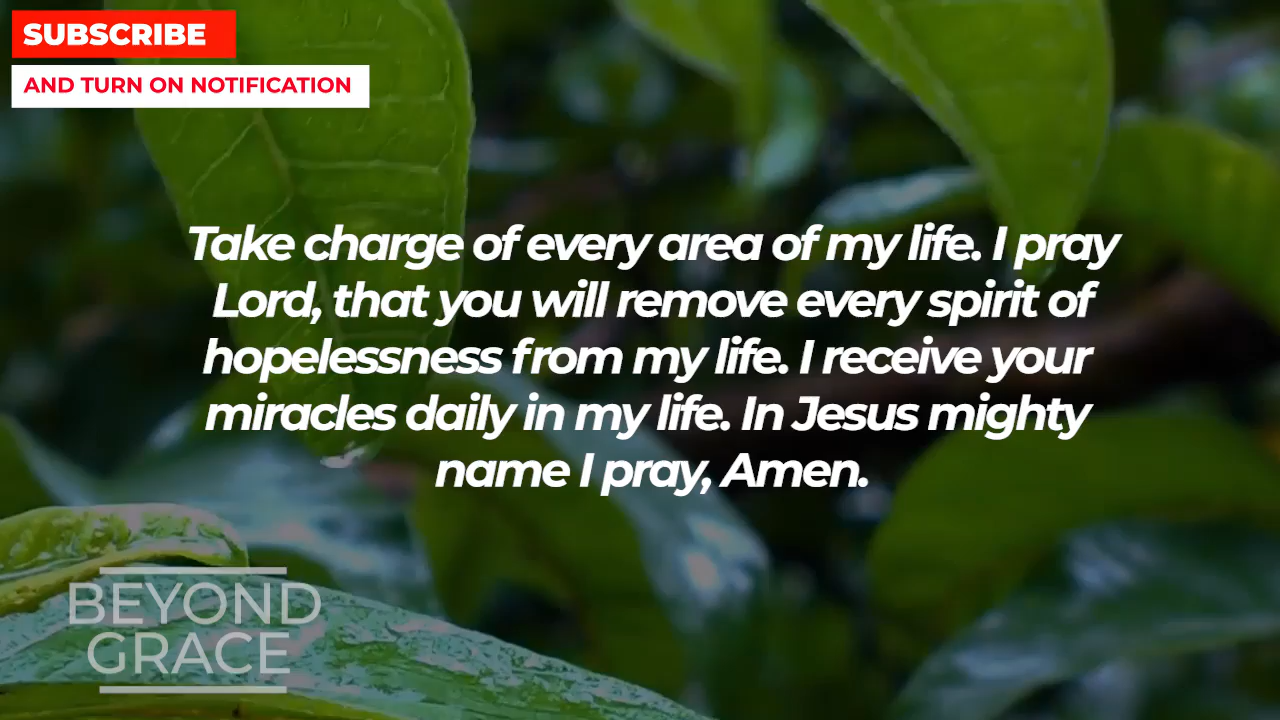 SUBSCRIBE
AND TURN ON NOTIFICATION
Take charge of every area of my life. I pray
Lord, that you will remove every spirit of
hopelessness from my life. I receive your
miracles daily in my life. In Jesus mighty
name I pray, Amen.
BEYOND
GRACE